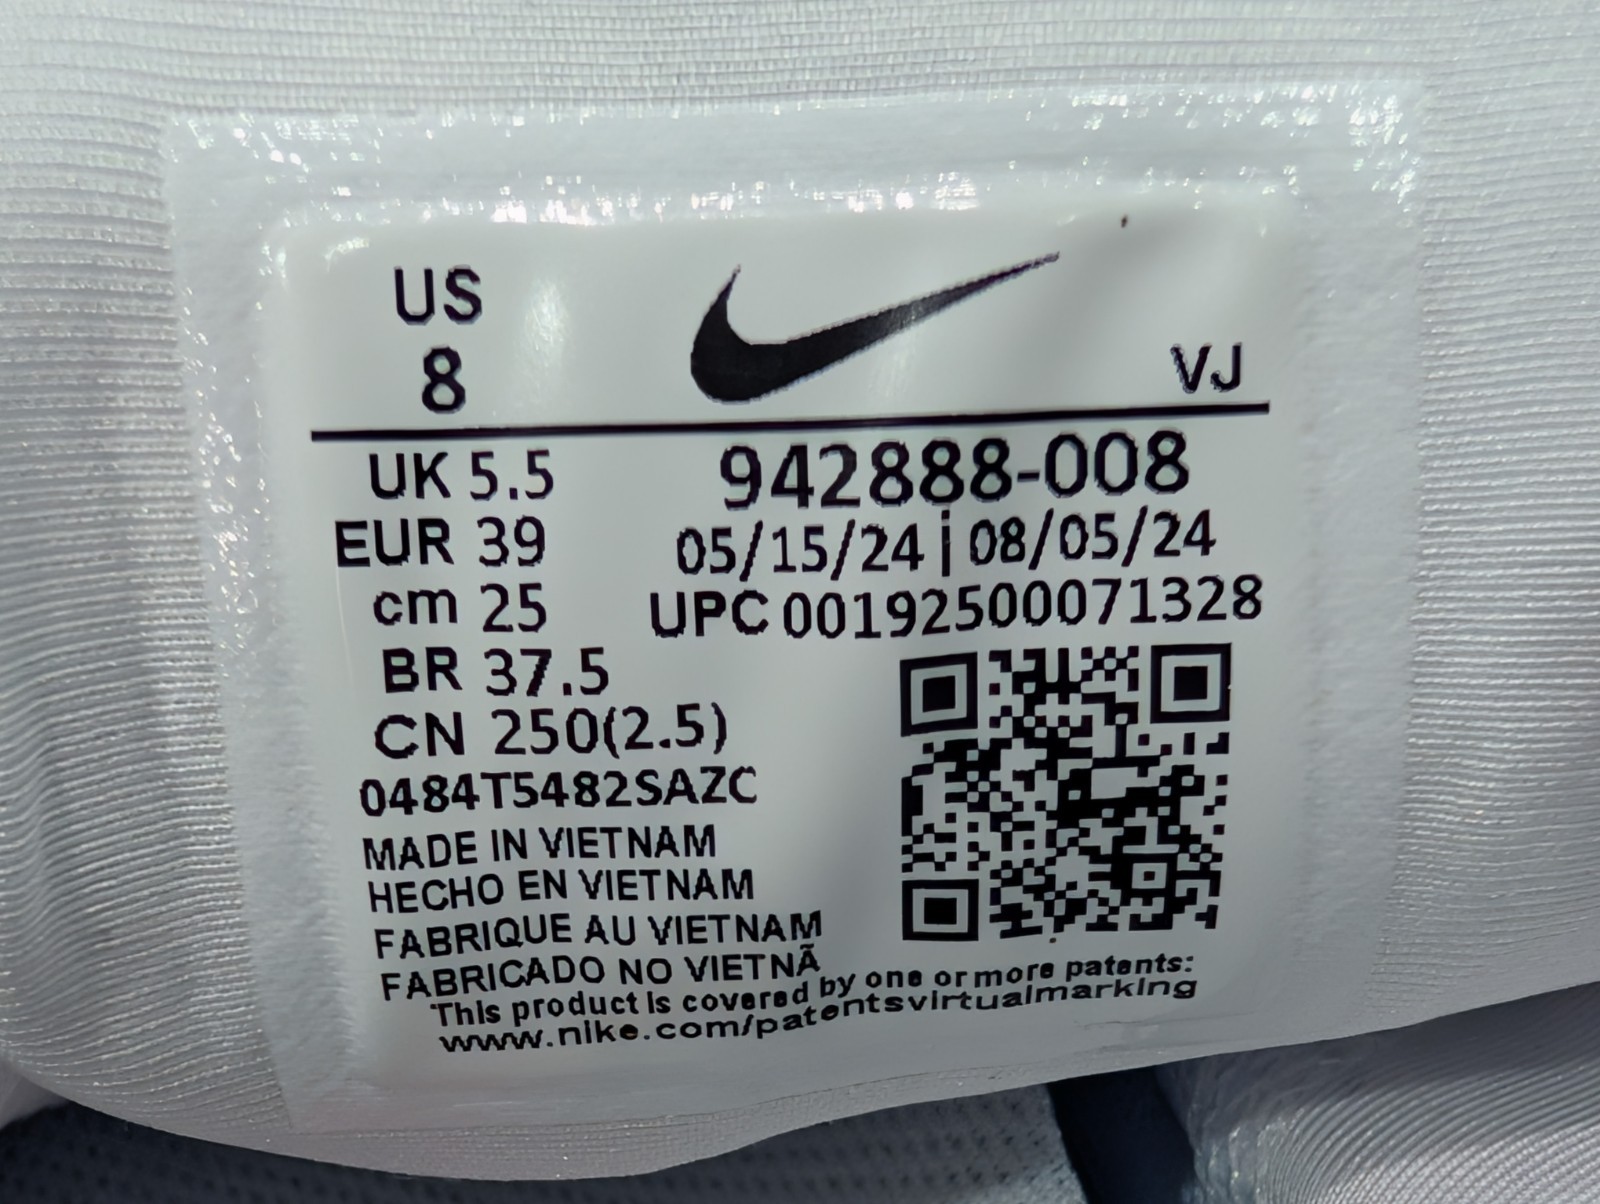 US
8
VJ
UK 5.5
942888-008
EUR 39
05/15/24 | 08/05/24
cm 25
UPC 00192500071328
BR 37.5
CN 250(2.5)
0484T5482SAZC
MADE IN VIETNAM
HECHO EN VIETNAM
FABRIQUE AU VIETNAM
FABRICADO NO VIETNÃ
This product is covered by one or more patents:
www.nike.com/patentsvirtualmarking